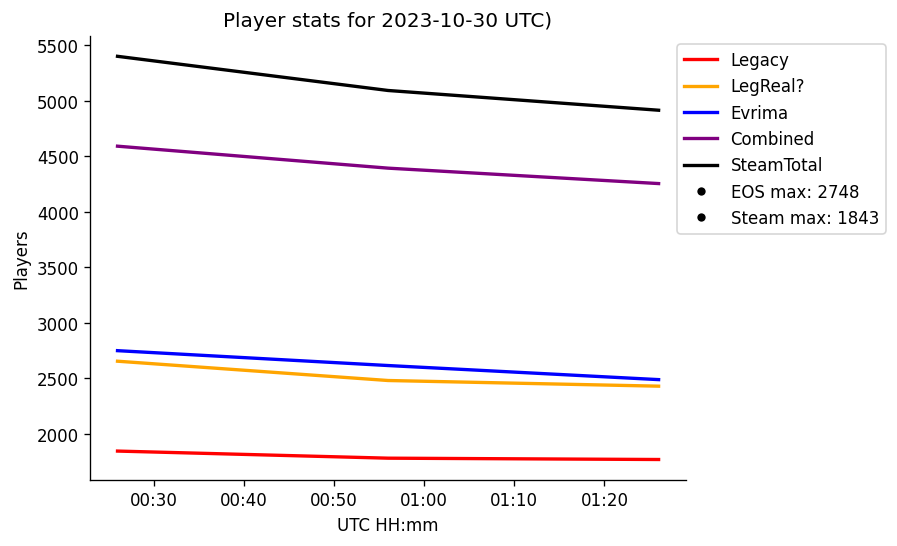 Player stats for 2023-10-30 UTC)
5500
5000
4500
4000
3500
3000
2500
2000
Players
00:30 00:40 00:50 01:00 01:10 01:20
UTC HH:mm
Legacy
LegReal?
Evrima
Combined
SteamTotal
EOS max: 2748
Steam max: 1843